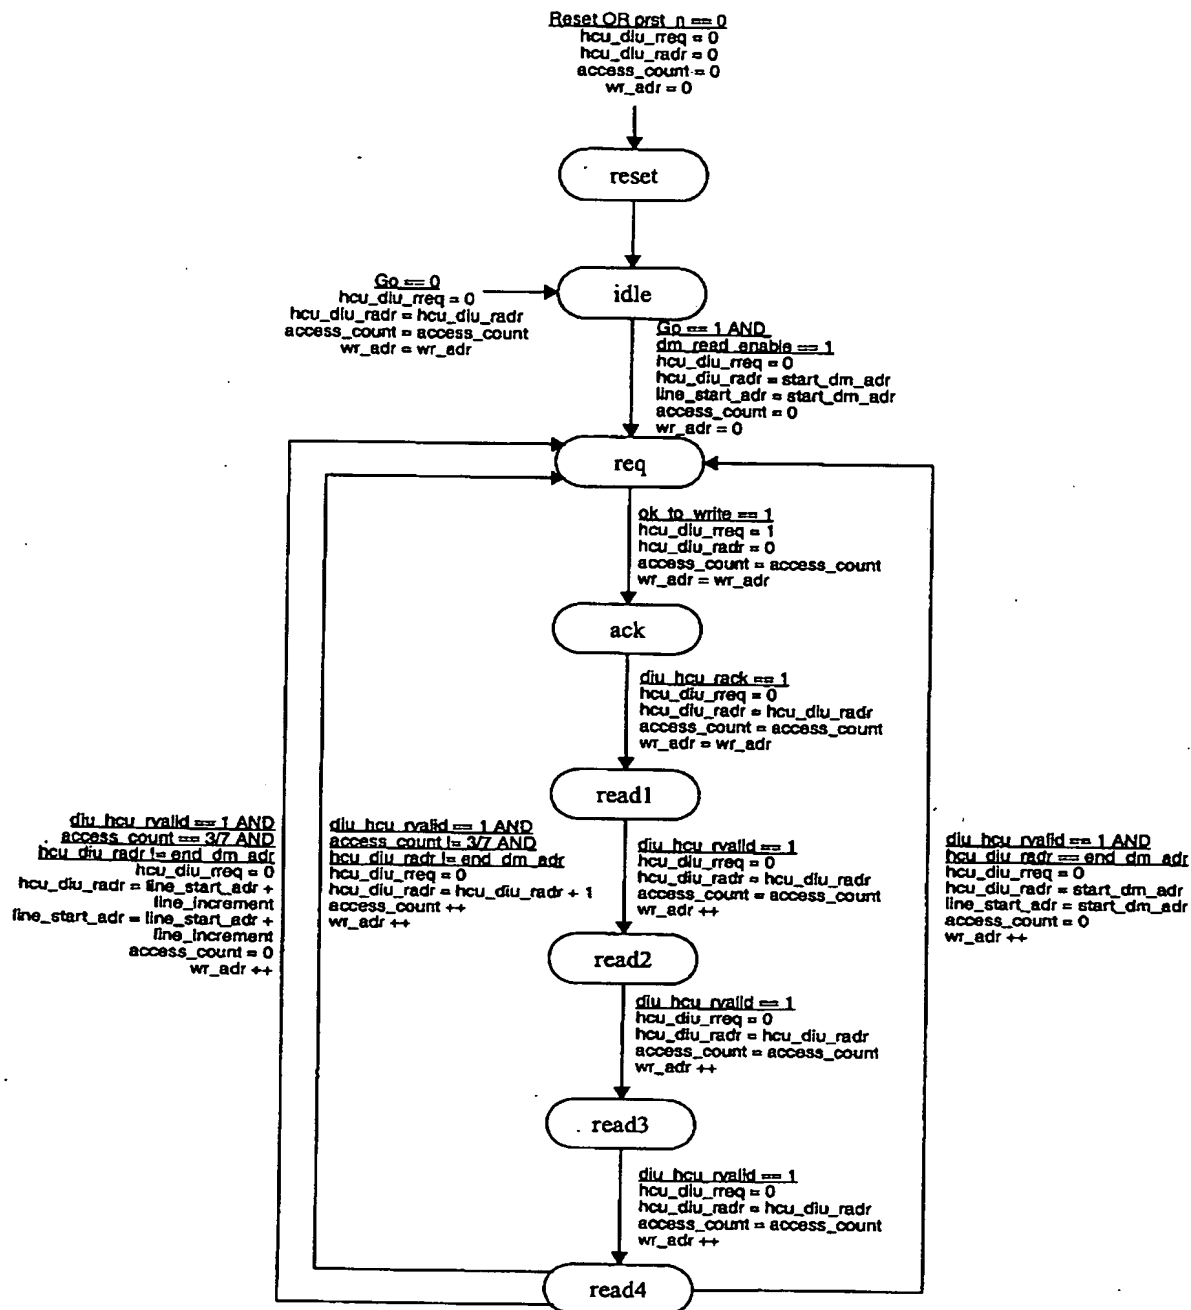 Reset OR prst_n == 0
hcu_diu_rreq = 0
hcu_diu_radr = 0
access_count = 0
wr_adr = 0
reset
idle
Go == 0
hcu_diu_rreq = 0
hcu_diu_radr = hcu_diu_radr
access_count = access_count
wr_adr = wr_adr
Go == 1 AND
dm_read_enable == 1
hcu_diu_rreq = 0
hcu_diu_radr = start_dm_adr
line_start_adr = start_dm_adr
access_count = 0
wr_adr = 0
req
ok_to_write == 1
hcu_diu_rreq = 1
hcu_diu_radr = 0
access_count = access_count
wr_adr = wr_adr
ack
diu_hcu_rack == 1
hcu_diu_rreq = 0
hcu_diu_radr = hcu_diu_radr
access_count = access_count
wr_adr = wr_adr
read1
diu_hcu_rvalid == 1 AND
access_count == 3/7 AND
hcu_diu_radr != end_dm_adr
hcu_diu_rreq = 0
hcu_diu_radr = line_start_adr +
line_increment
line_start_adr = line_start_adr +
line_increment
access_count = 0
wr_adr ++
diu_hcu_rvalid == 1 AND
access_count != 3/7 AND
hcu_diu_radr != end_dm_adr
hcu_diu_rreq = 0
hcu_diu_radr = hcu_diu_radr + 1
access_count ++
wr_adr ++
diu_hcu_rvalid == 1
hcu_diu_rreq = 0
hcu_diu_radr = hcu_diu_radr
access_count = access_count
wr_adr ++
diu_hcu_rvalid == 1 AND
hcu_diu_radr == end_dm_adr
hcu_diu_rreq = 0
hcu_diu_radr = start_dm_adr
line_start_adr = start_dm_adr
access_count = 0
wr_adr ++
read2
diu_hcu_rvalid == 1
hcu_diu_rreq = 0
hcu_diu_radr = hcu_diu_radr
access_count = access_count
wr_adr ++
read3
diu_hcu_rvalid == 1
hcu_diu_rreq = 0
hcu_diu_radr = hcu_diu_radr
access_count = access_count
wr_adr ++
read4